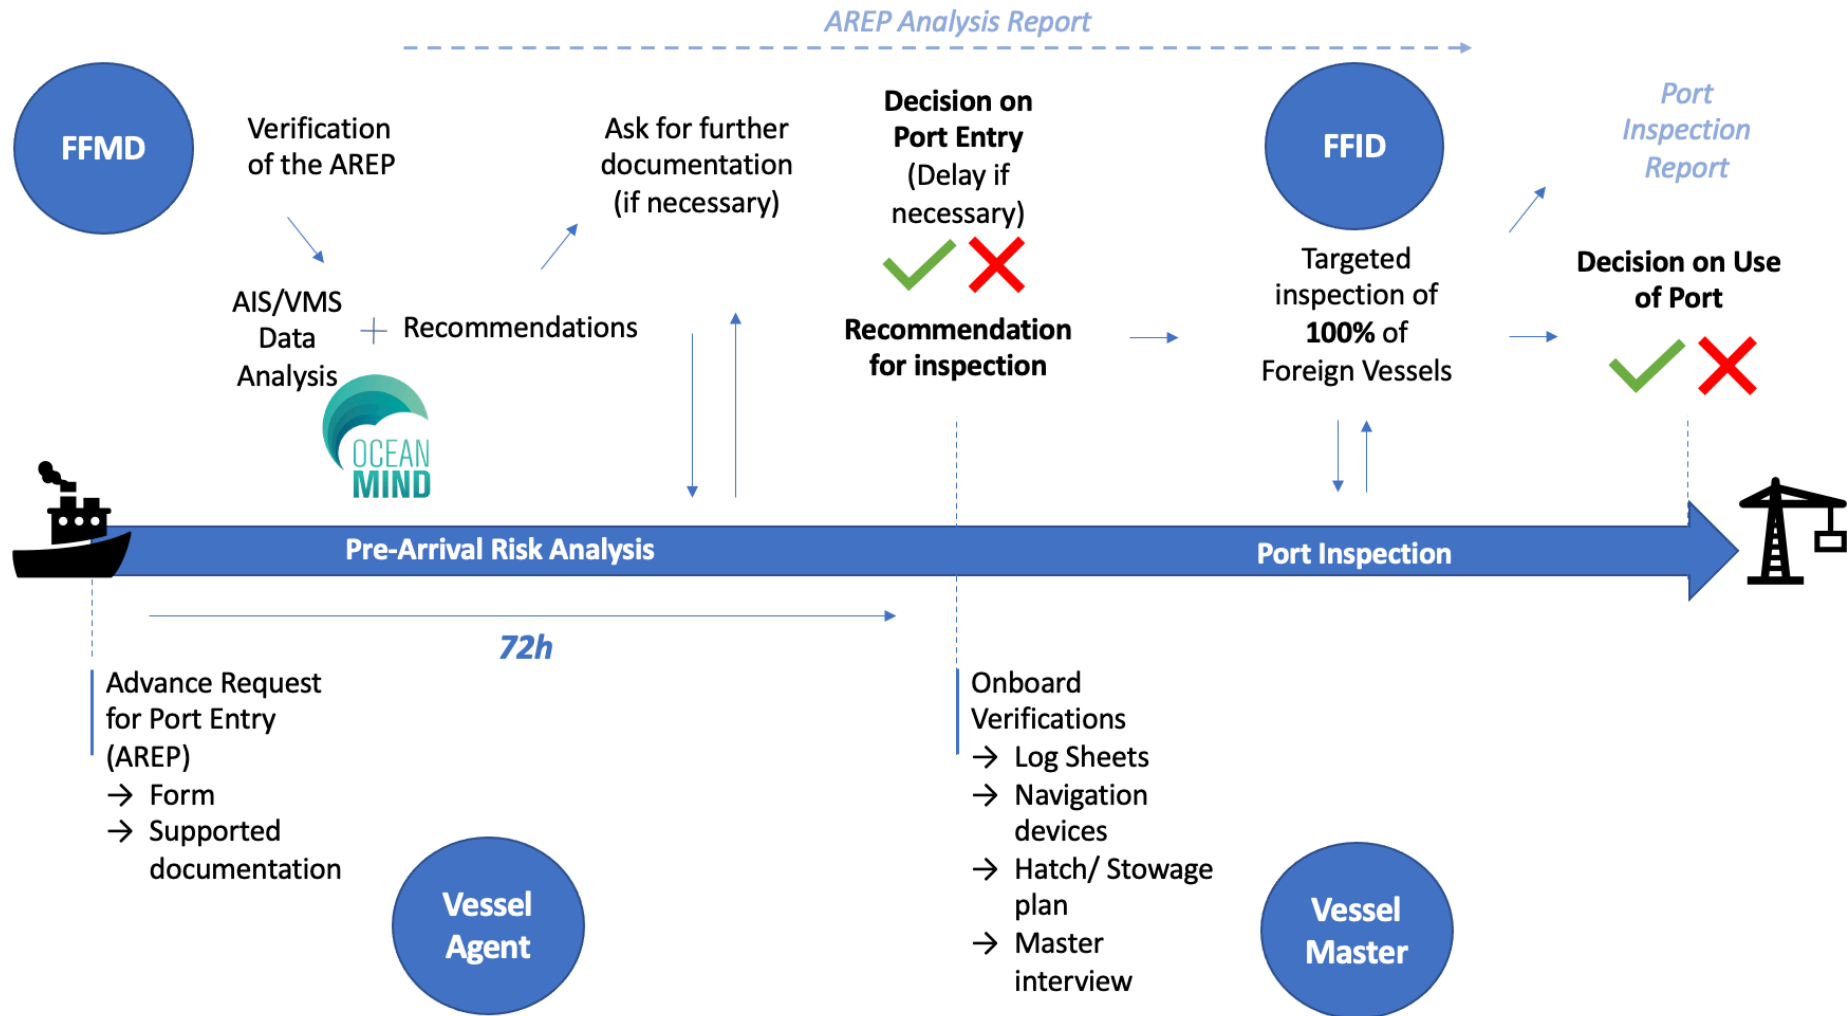 AREP Analysis Report
FFMD
Verification
of the AREP
AIS/VMS
Data
Analysis
+
Recommendations
OCEAN
MIND
Ask for further
documentation
(if necessary)
Decision on
Port Entry
(Delay if
necessary)
Recommendation
for inspection
FFID
Targeted
inspection of
100% of
Foreign Vessels
Port
Inspection
Report
Decision on Use
of Port
Pre-Arrival Risk Analysis
Port Inspection
72h
Advance Request
for Port Entry
(AREP)
→ Form
→ Supported
documentation
Vessel
Agent
Onboard
Verifications
→ Log Sheets
→ Navigation
devices
→ Hatch/ Stowage
plan
→ Master
interview
Vessel
Master